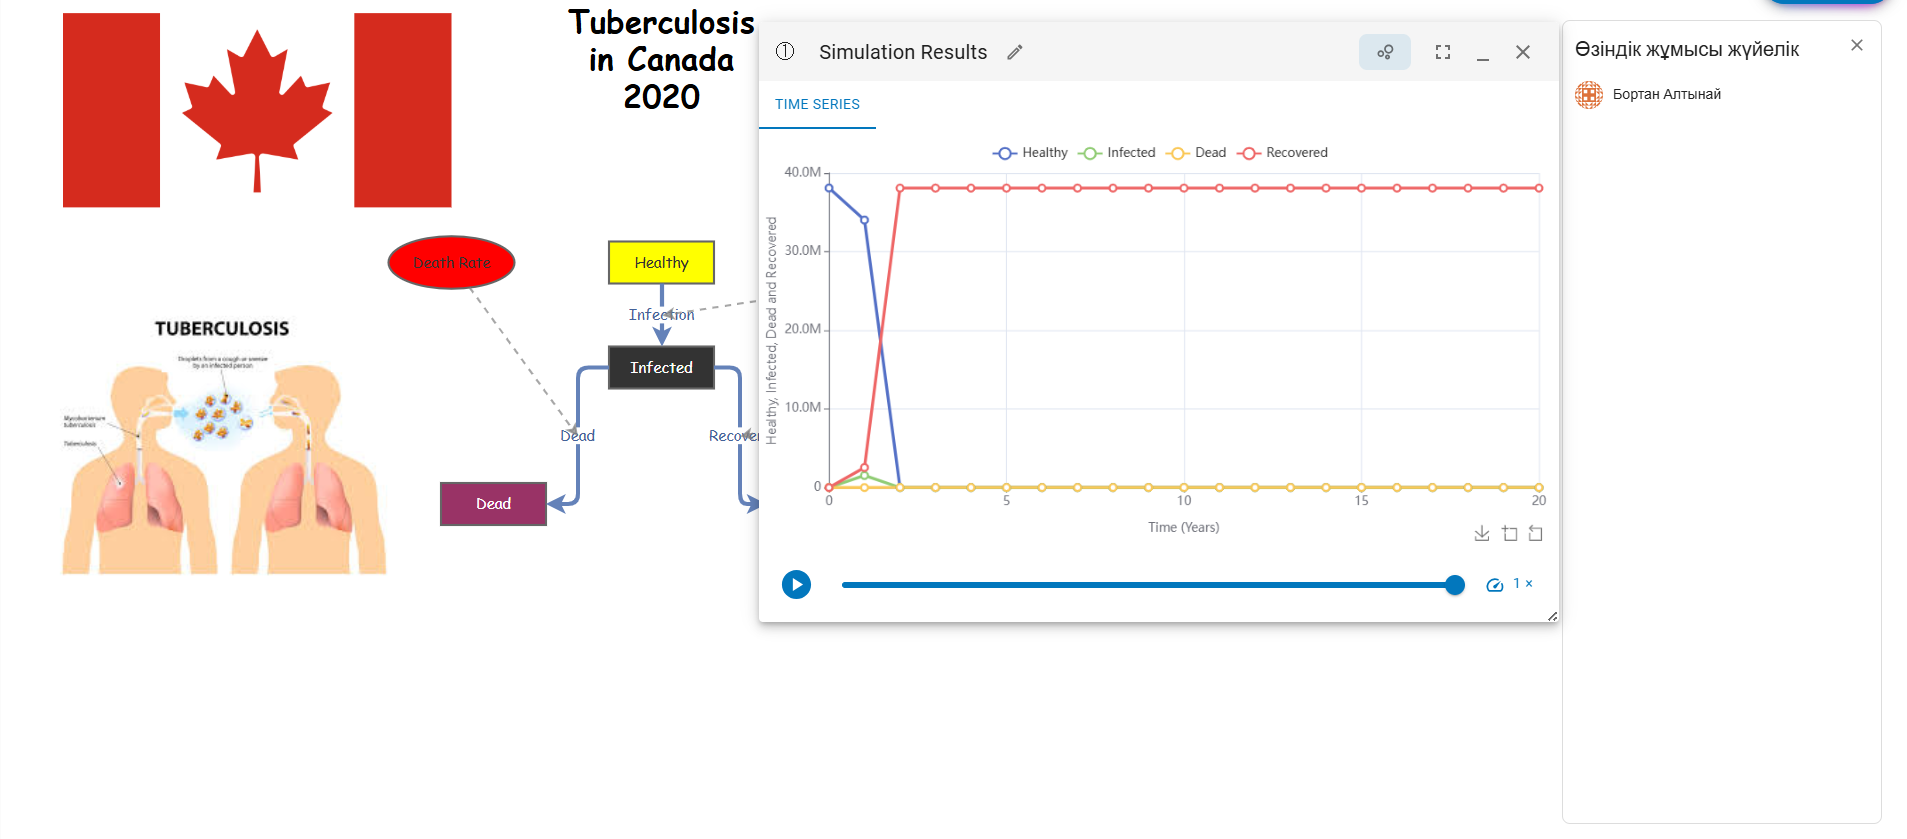 Tuberculosis
in Canada
2020
Death Rate
Healthy
Infection
Infected
Dead
Recover
Dead
TUBERCULOSIS
Droplets from a cough or sneeze
by an infected person
Mycobacterium
tuberculosis
Tuberculosis
1
Simulation Results
TIME SERIES
Healthy
Infected
Dead
Recovered
Healthy, Infected, Dead and Recovered
40.0M
30.0M
20.0M
10.0M
0
0
5
10
15
20
Time (Years)
1 ×
Өзіндік жұмысы жүйелік
Бортан Алтынай